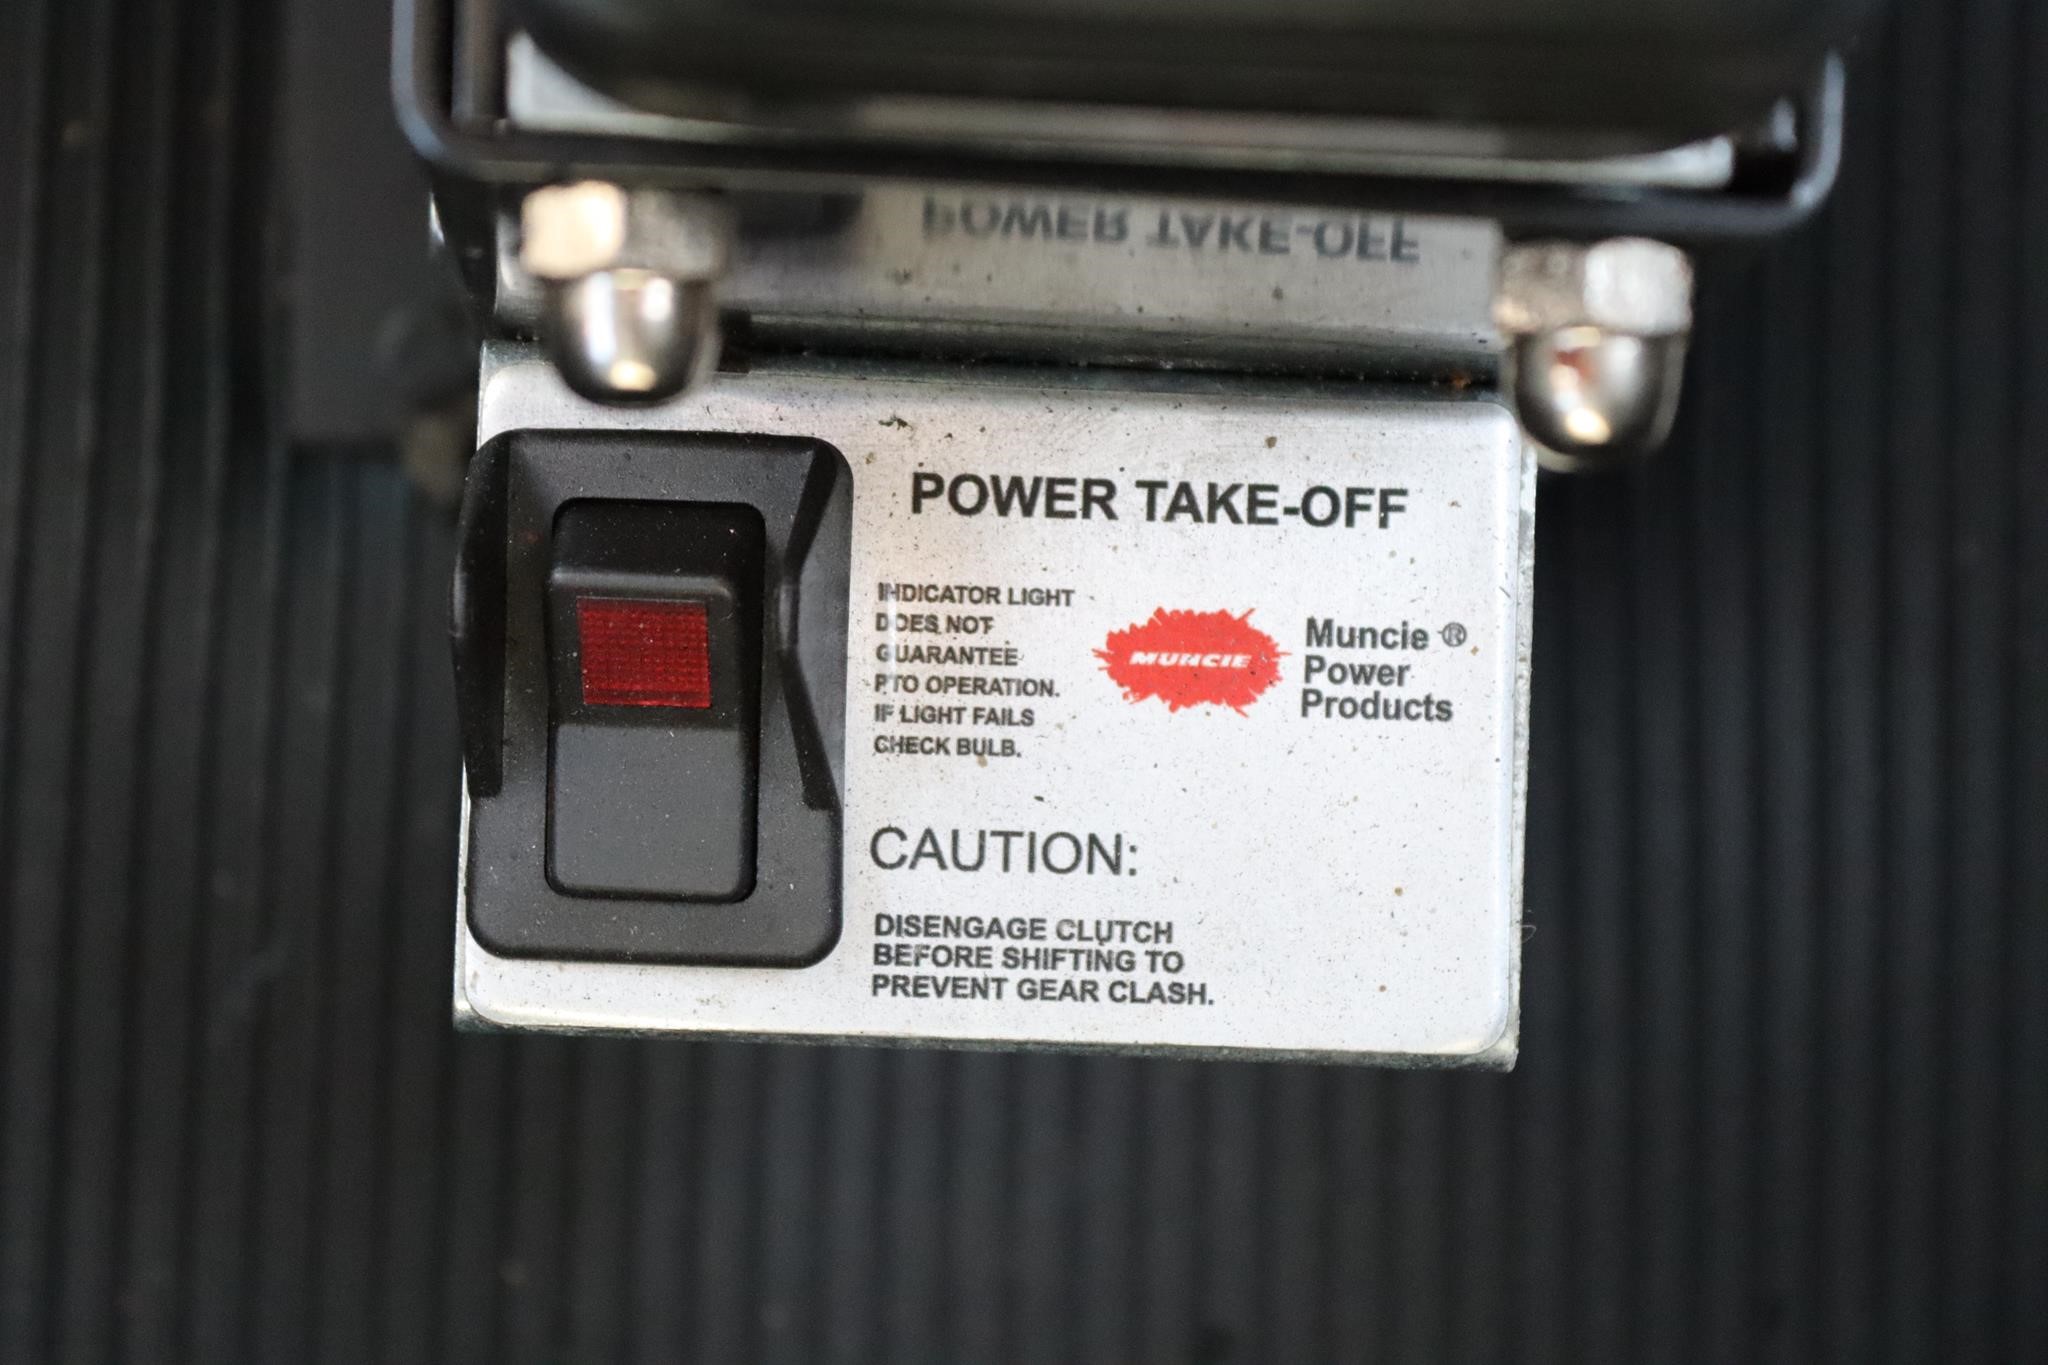 POWER TAKE-OFF
POWER TAKE-OFF
INDICATOR LIGHT
DOES NOT
GUARANTEE
PTO OPERATION.
IF LIGHT FAILS
CHECK BULB.
MUNCIE
Muncie ®
Power
Products
CAUTION:
DISENGAGE CLUTCH
BEFORE SHIFTING TO
PREVENT GEAR CLASH.